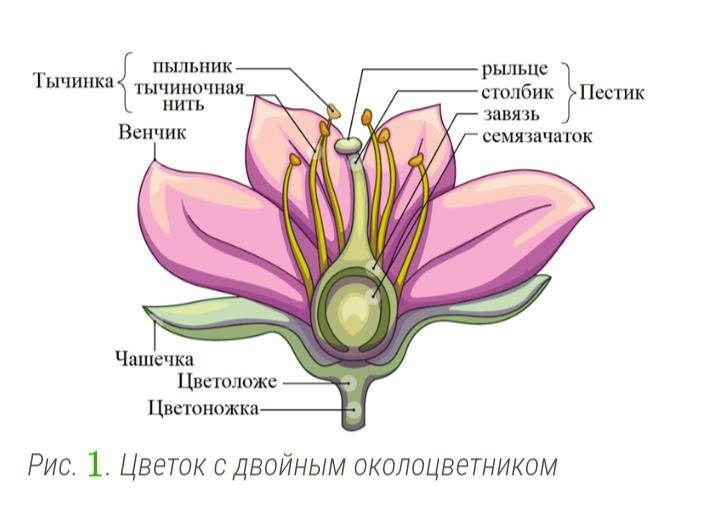 Тычинка
пыльник
тычиночная
нить
Венчик
рыльце
столбик
завязь
семязачаток
Пестик
Чашечка
Цветоложе
Цветоножка
Рис. 1. Цветок с двойным околоцветником